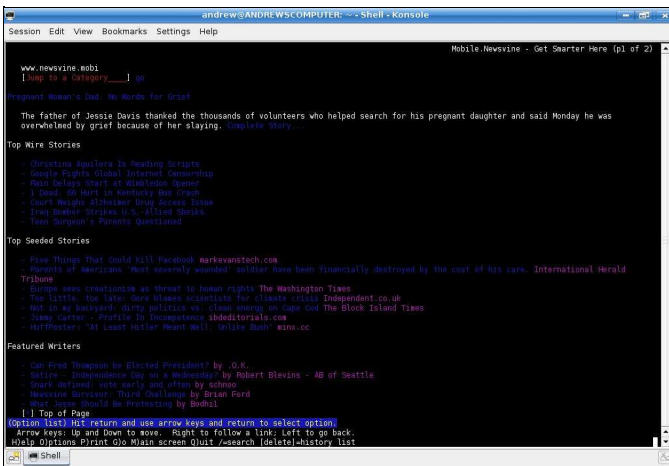 andrew@ANDREWSCOMPUTER: ~ - Shell - Konsole
Session Edit View Bookmarks Settings Help
Mobile.Newsvine - Get Smarter Here (p1 of 2)
www.newsvine.mobi
[Jump to a Category____] go
Pregnant Woman's Dad: No Words for Grief
The father of Jessie Davis thanked the thousands of volunteers who helped search for his pregnant daughter and said Monday he was
overwhelmed by grief because of her slaying. Complete Story...
Top Wire Stories
- Christina Aguilera Is Reading Scripts
- Google Fights Global Internet Censorship
- Rain Delays Start at Wimbledon Opener
- 1 Dead, 66 Hurt in Kentucky Bus Crash
- Court Weighs Alzheimer Drug Access Issue
- Iraq Bomber Strikes U.S.-Allied Sheiks
- Teen Surgeon's Parents Questioned
Top Seeded Stories
- Five Things That Could Kill Facebook markevanstech.com
- Parents of Americans 'Most severely wounded' soldier have been financially destroyed by the cost of his care. International Herald
Tribune
- Europe sees creationism as threat to human rights The Washington Times
- Too little, too late: Gore blames scientists for climate crisis Independent.co.uk
- Not in my backyard: dirty politics vs. clean energy on Cape Cod The Block Island Times
- Jimmy Carter - Profile In Incompetence ibdeditorials.com
- HuffPoster: "At Least Hitler Meant Well, Unlike Bush" minx.cc
Featured Writers
- Can Fred Thompson be Elected President? by .O.K.
- Satire - Independence Day on a Wednesday? by Robert Blevins - AB of Seattle
- Snark defined: vote early and often by schnoo
- Newsvine Survivor: Third Challenge by Brian Ford
- What Jesse Should Be Protesting by Bodhi1
[ ] Top of Page
(Option list) Hit return and use arrow keys and return to select option.
Arrow keys: Up and Down to move. Right to follow a link; Left to go back.
H)elp O)ptions P)rint G)o M)ain screen Q)uit /=search [delete]=history list
Shell